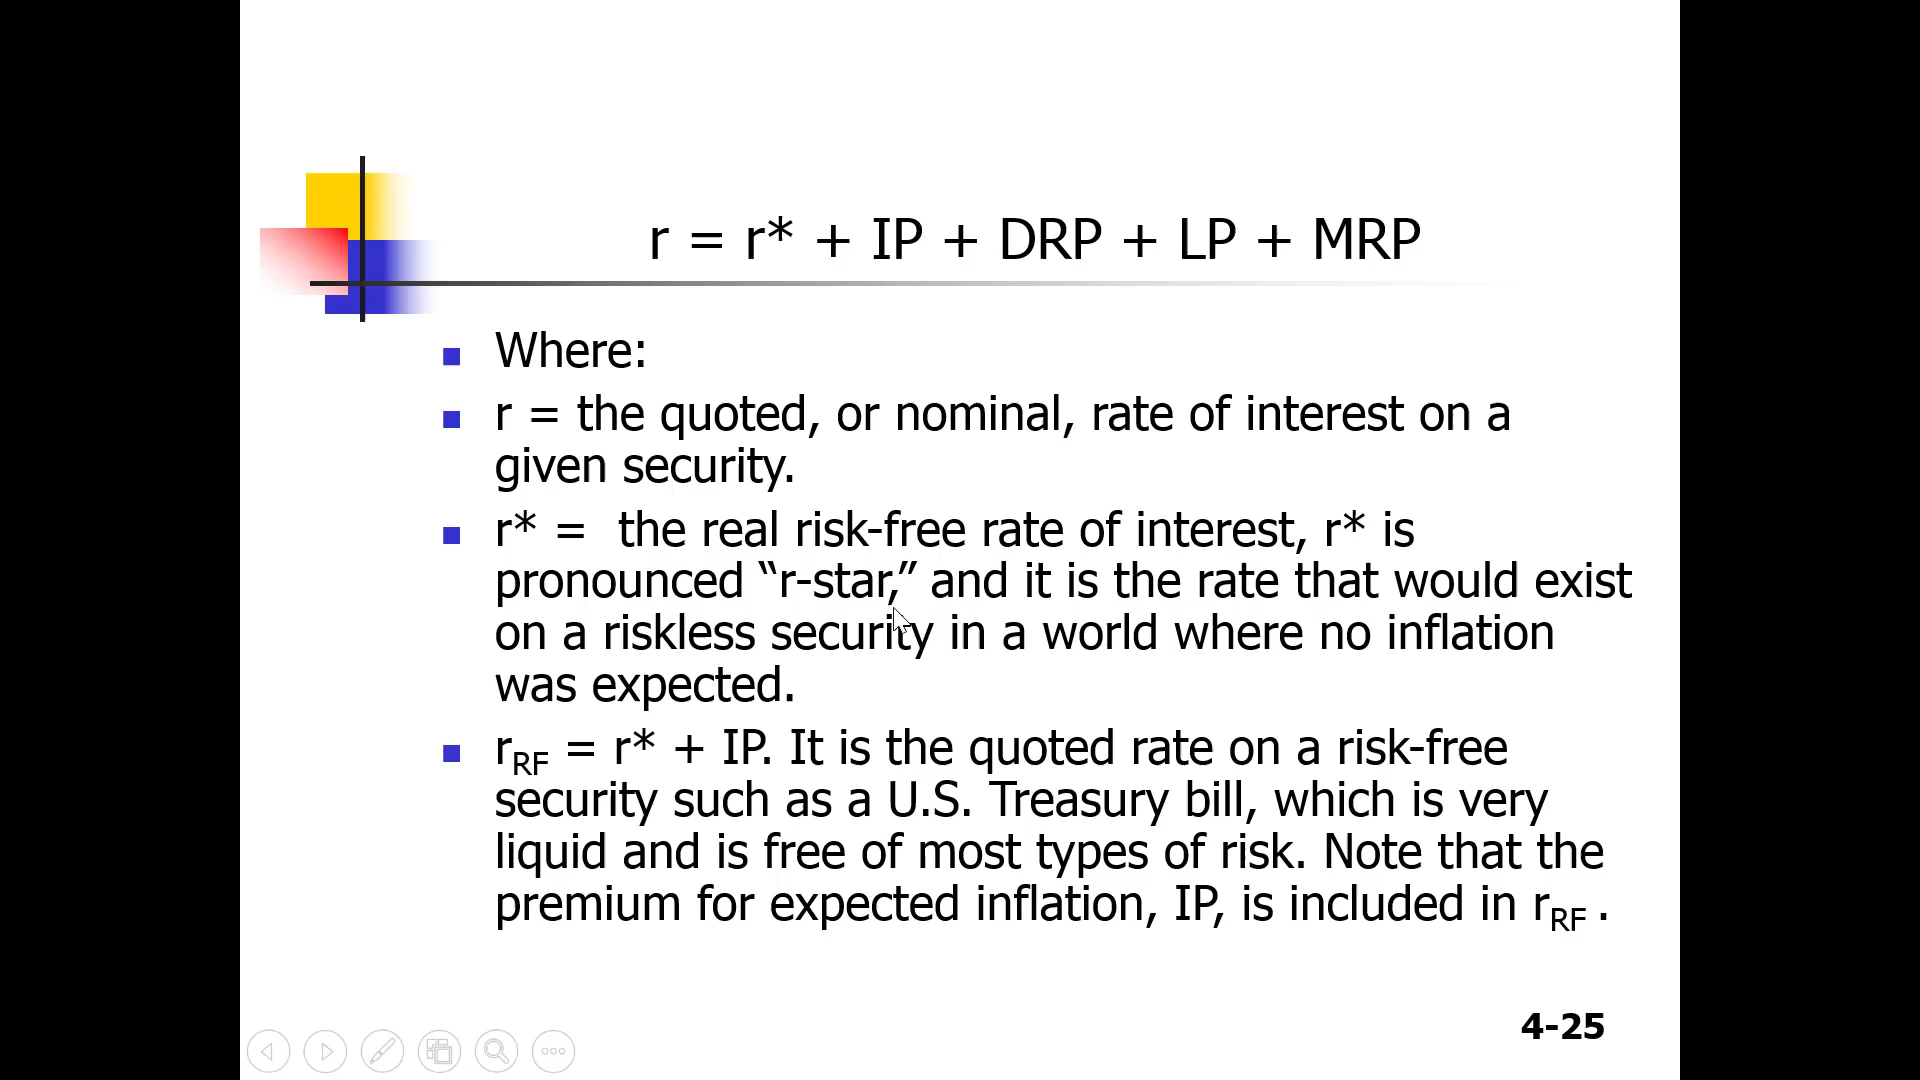 r = r* + IP + DRP + LP + MRP
Where:
r = the quoted, or nominal, rate of interest on a
given security.
r* = the real risk-free rate of interest, r* is
pronounced “r-star,” and it is the rate that would exist
on a riskless security in a world where no inflation
was expected.
rRF = r* + IP. It is the quoted rate on a risk-free
security such as a U.S. Treasury bill, which is very
liquid and is free of most types of risk. Note that the
premium for expected inflation, IP, is included in rRF .
4-25